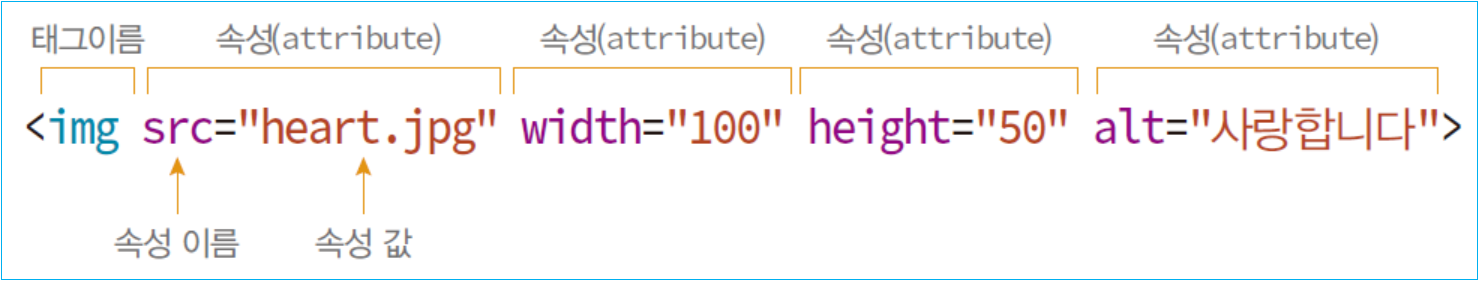 태그이름 속성(attribute) 속성(attribute) 속성(attribute) 속성(attribute)
<img src="heart.jpg" width="100" height="50" alt="사랑합니다">
속성 이름 속성 값